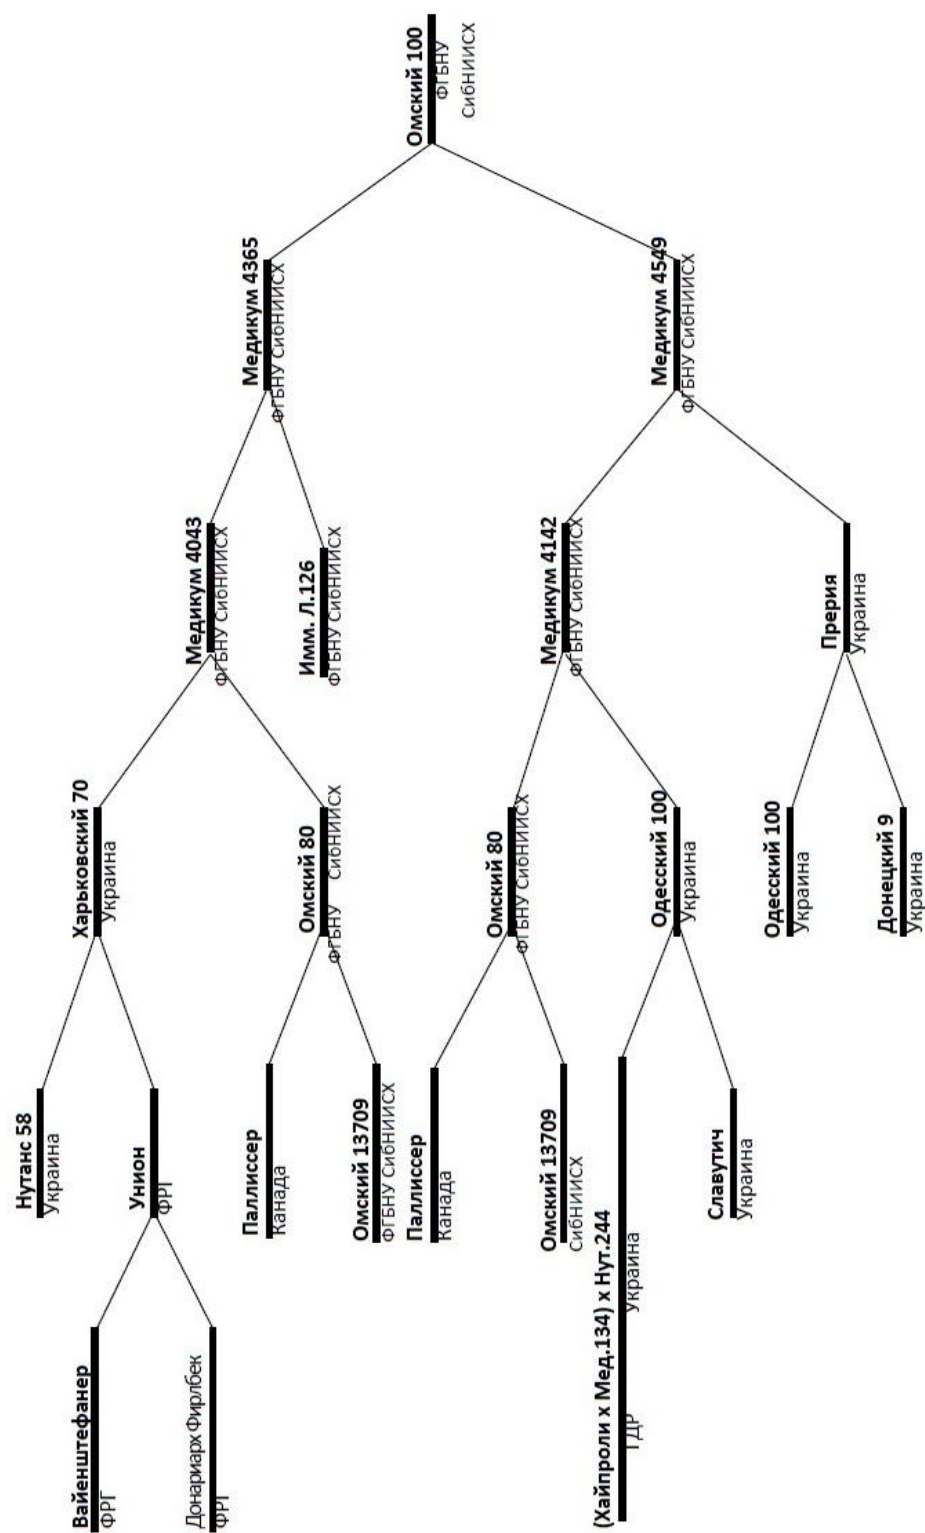 Омский 100
ФГБНУ
СибНИИСХ
Медикум 4365
ФГБНУ СибНИИСХ
Медикум 4549
ФГБНУ СибНИИСХ
Медикум 4043
ФГБНУ СибНИИСХ
Имм. Л.126
ФГБНУ СибНИИСХ
Медикум 4142
ФГБНУ СибНИИСХ
Прерия
Украина
Харьковский 70
Украина
Омский 80
ФГБНУ СибНИИСХ
Омский 80
ФГБНУ СибНИИСХ
Одесский 100
Украина
Одесский 100
Украина
Донецкий 9
Украина
Нутанс 58
Украина
Унион
ФРГ
Паллиссер
Канада
Омский 13709
ФГБНУ СибНИИСХ
Паллиссер
Канада
Омский 13709
СибНИИСХ
(Хайпроли х Мед.134) х Нут.244
ГДР Украина
Славутич
Украина
Вайенштефанер
ФРГ
Донариарх Фирлбек
ФРГ